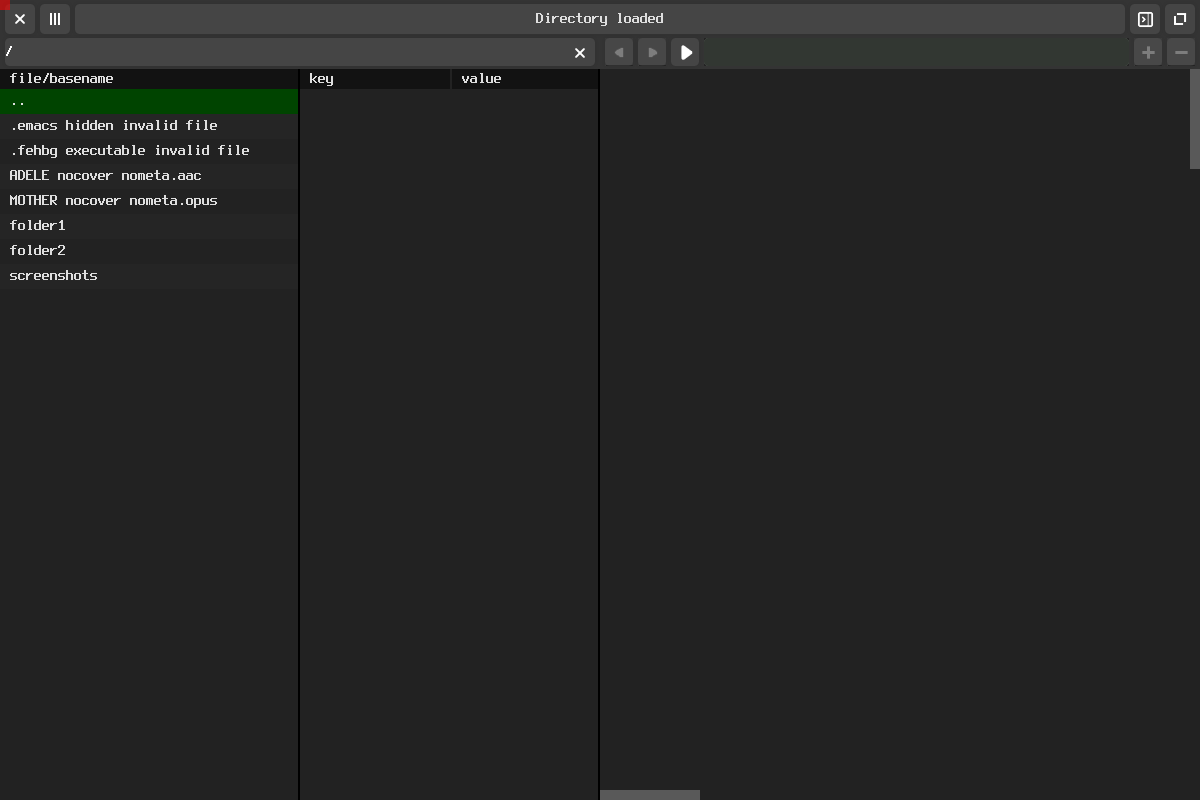 Directory loaded
/
file/basename key value
..
.emacs hidden invalid file
.fehbg executable invalid file
ADELE nocover nometa.aac
MOTHER nocover nometa.opus
folder1
folder2
screenshots